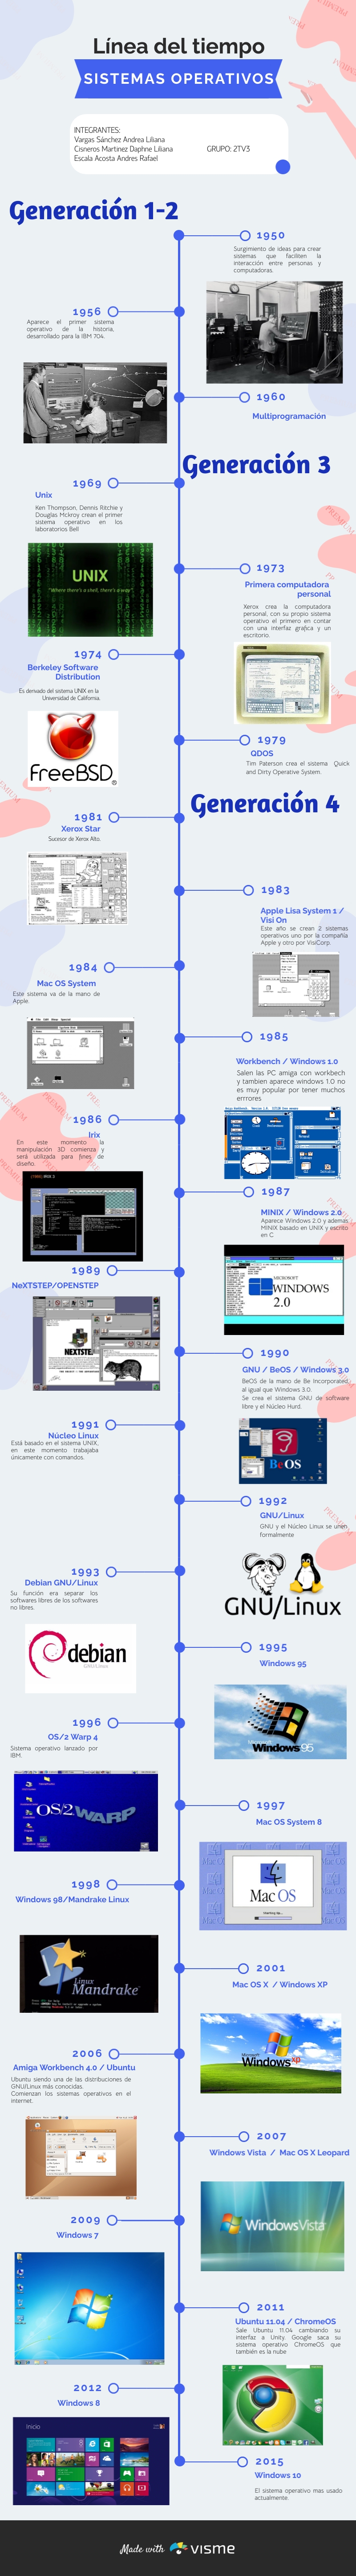 Línea del tiempo
SISTEMAS OPERATIVOS
INTEGRANTES:
Vargas Sánchez Andrea Liliana
Cisneros Martinez Daphne Liliana GRUPO: 2TV3
Escala Acosta Andres Rafael
Generación 1-2
1950
Surgimiento de ideas para crear
sistemas que faciliten la
interacción entre personas y
computadoras.
1956
Aparece el primer sistema
operativo de la historia,
desarrollado para la IBM 704.
1960
Multiprogramación
Generación 3
1969
Unix
Ken Thompson, Dennis Ritchie y
Douglas Mckroy crean el primer
sistema operativo en los
laboratorios Bell
UNIX
"Where there's a shell, there's a way"
1973
Primera computadora
personal
Xerox crea la computadora
personal, con su propio sistema
operativo el primero en contar
con una interfaz grafica y un
escritorio.
1974
Berkeley Software
Distribution
Es derivado del sistema UNIX en la
Universidad de California.
FreeBSD
1979
QDOS
Tim Paterson crea el sistema Quick
and Dirty Operative System.
Generación 4
1981
Xerox Star
Sucesor de Xerox Alto.
1983
Apple Lisa System 1 /
Visi On
Este año se crean 2 sistemas
operativos uno por la compañia
Apple y otro por VisiCorp.
1984
Mac OS System
Este sistema va de la mano de
Apple.
1985
Workbench / Windows 1.0
Salen las PC amiga con workbech
y tambien aparece windows 1.0 no
es muy popular por tener muchos
errrores
1986
Irix
En este momento la
manipulación 3D comienza y
será utilizada para fines de
diseño
1987
MINIX / Windows 2.0
Aparece Windows 2.0 y ademas
MINIX basado en UNIX y escrito
en C
MICROSOFT
WINDOWS
2.0
1989
NeXTSTEP/OPENSTEP
NEXTSTEP
1990
GNU / BeOS / Windows 3.0
BeOS de la mano de Be Incorporated
al igual que Windows 3.0.
Se crea el sistema GNU de software
libre y el Núcleo Hurd.
BeOS
1991
Núcleo Linux
Está basado en el sistema UNIX,
en este momento trabajaba
únicamente con comandos.
1992
GNU/Linux
GNU y el Núcleo Linux se unen
formalmente
GNU/Linux
1993
Debian GNU/Linux
Su función era separar los
softwares libres de los softwares
no libres.
debian
1995
Windows 95
Microsoft
Windows 95
1996
OS/2 Warp 4
Sistema operativo lanzado por
IBM.
OS/2 WARP
1997
Mac OS System 8
Mac OS
1998
Windows 98/Mandrake Linux
Linux
Mandrake
2001
Mac OS X / Windows XP
Microsoft
Windows xp
2006
Amiga Workbench 4.0 / Ubuntu
Ubuntu siendo una de las distribuciones de
GNU/Linux más conocidas.
Comienzan los sistemas operativos en el
internet.
2007
Windows Vista / Mac OS X Leopard
Windows Vista
2009
Windows 7
2011
Ubuntu 11.04 / ChromeOS
Sale Ubuntu 11.04 cambiando su
interfaz a Unity. Google saca su
sistema operativo ChromeOS que
también es la nube
2012
Windows 8
Inicio
2015
Windows 10
El sistema operativo mas usado
actualmente.
Made with visme